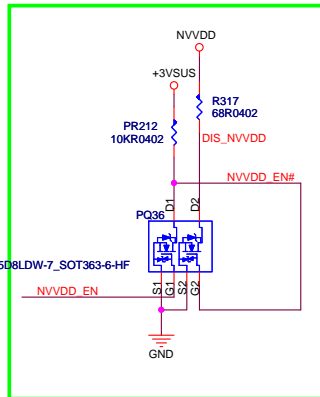 NVVDD
+3VSUS
R317
68R0402
PR212
10KR0402
DIS_NVVDD
NVVDD_EN#
D1
D2
PQ36
5D8LDW-7_SOT363-6-HF
NVVDD_EN
S1
G1
S2
G2
GND